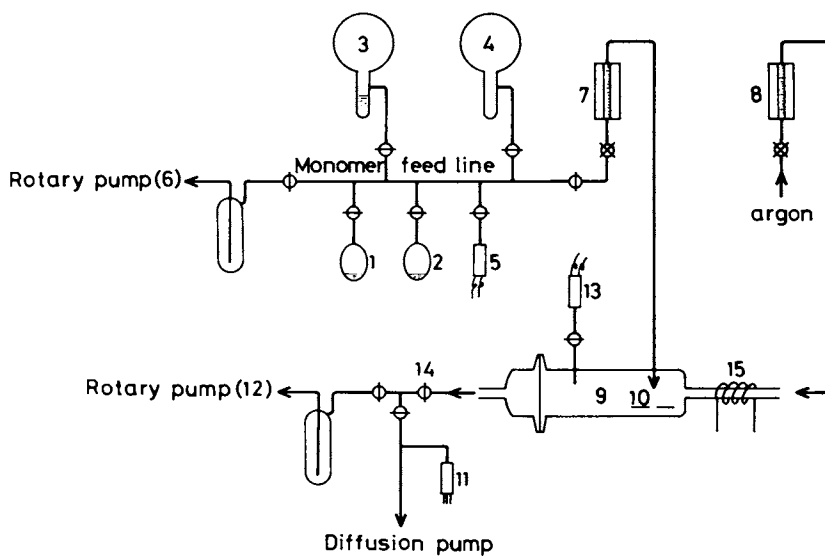 3
4
7
8
Monomer feed line
Rotary pump(6)
argon
1
2
5
13
14
15
Rotary pump(12)
9
10
11
Diffusion pump